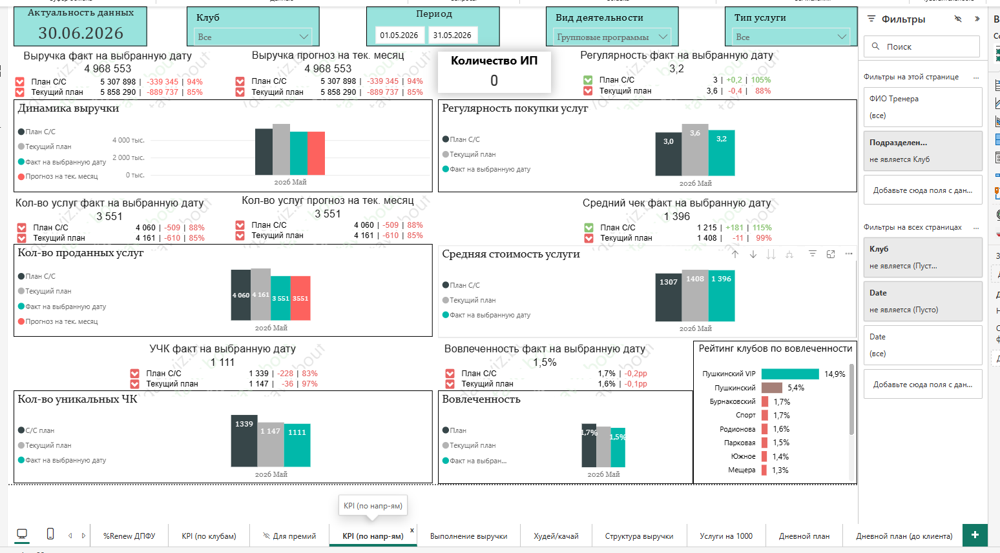 Актуальность данных
30.06.2026
Клуб
Все
Период
01.05.2026
31.05.2026
Вид деятельности
Групповые программы
Тип услуги
Все
Выручка факт на выбранную дату
4 968 553
План С/С 5 307 898 | -339 345 | 94%
Текущий план 5 858 290 | -889 737 | 85%
Выручка прогноз на тек. месяц
4 968 553
План С/С 5 307 898 | -339 345 | 94%
Текущий план 5 858 290 | -889 737 | 85%
Количество ИП
0
Регулярность факт на выбранную дату
3,2
План С/С 3 | +0,2 | 105%
Текущий план 3,6 | -0,4 | 88%
Динамика выручки
План С/С
Текущий план
Факт на выбранную дату
Прогноз на тек. месяц
4 000 тыс.
2 000 тыс.
0 тыс.
2026 Май
Регулярность покупки услуг
План С/С
Текущий план
Факт на выбранную дату
3,0
3,6
3,2
2026 Май
Кол-во услуг факт на выбранную дату
3 551
План С/С 4 060 | -509 | 88%
Текущий план 4 161 | -610 | 85%
Кол-во услуг прогноз на тек. месяц
3 551
План С/С 4 060 | -509 | 88%
Текущий план 4 161 | -610 | 85%
Средний чек факт на выбранную дату
1 396
План С/С 1 215 | +181 | 115%
Текущий план 1 408 | -11 | 99%
Кол-во проданных услуг
План С/С
Текущий план
Факт на выбранную дату
Прогноз на тек. месяц
4 060
4 161
3 551
3551
2026 Май
Средняя стоимость услуги
План С/С
Текущий план
Факт на выбранную дату
1307
1408
1 396
2026 Май
УЧК факт на выбранную дату
1 111
План С/С 1 339 | -228 | 83%
Текущий план 1 147 | -36 | 97%
Вовлеченность факт на выбранную дату
1,5%
План С/С 1,7% | -0,2pp
Текущий план 1,6% | -0,1pp
Кол-во уникальных ЧК
С/С план
Текущий план
Факт на выбранную дату
1339
1 147
1111
2026 Май
Вовлеченность
План
Текущий план
Факт на выбран...
1,7%
1,5%
2026 Май
Рейтинг клубов по вовлеченности
Пушкинский VIP 14,9%
Пушкинский 5,4%
Бурнаковский 1,7%
Спорт 1,7%
Родионова 1,6%
Парковая 1,5%
Южное 1,4%
Мещера 1,3%
Фильтры
Поиск
Фильтры на этой странице ...
ФИО Тренера
(все)
Подразделен...
не является Клуб
Добавьте сюда поля с дан...
Фильтры на всех страницах ...
Клуб
не является (Пуст...
Date
не является (Пусто)
Date
(все)
Добавьте сюда поля с дан...
KPI (по напр-ям)
%Renew ДПФУ
KPI (по клубам)
Для премий
KPI (по напр-ям) x
Выполнение выручки
Худей/качай
Структура выручки
Услуги на 1000
Дневной план
Дневной план (до клиента)
+